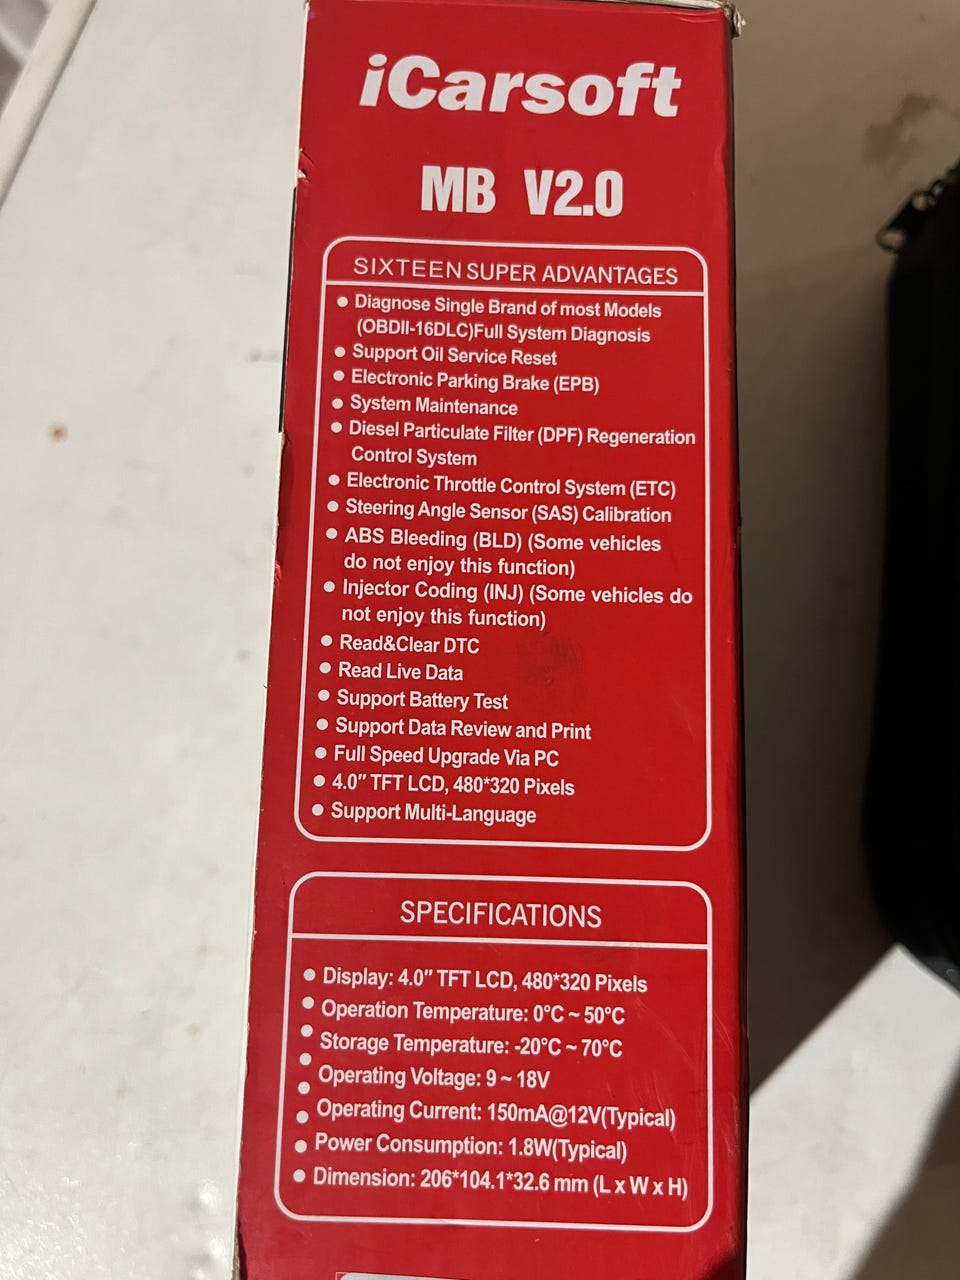 iCarsoft
MB V2.0
SIXTEEN SUPER ADVANTAGES
● Diagnose Single Brand of most Models
(OBDII-16DLC)Full System Diagnosis
● Support Oil Service Reset
● Electronic Parking Brake (EPB)
● System Maintenance
● Diesel Particulate Filter (DPF) Regeneration
Control System
● Electronic Throttle Control System (ETC)
● Steering Angle Sensor (SAS) Calibration
● ABS Bleeding (BLD) (Some vehicles
do not enjoy this function)
● Injector Coding (INJ) (Some vehicles do
not enjoy this function)
● Read&Clear DTC
● Read Live Data
● Support Battery Test
● Support Data Review and Print
● Full Speed Upgrade Via PC
● 4.0″ TFT LCD, 480*320 Pixels
● Support Multi-Language
SPECIFICATIONS
● Display: 4.0″ TFT LCD, 480*320 Pixels
● Operation Temperature: 0°C ~ 50°C
● Storage Temperature: -20°C ~ 70°C
● Operating Voltage: 9 ~ 18V
● Operating Current: 150mA@12V(Typical)
● Power Consumption: 1.8W(Typical)
● Dimension: 206*104.1*32.6 mm (L x W x H)